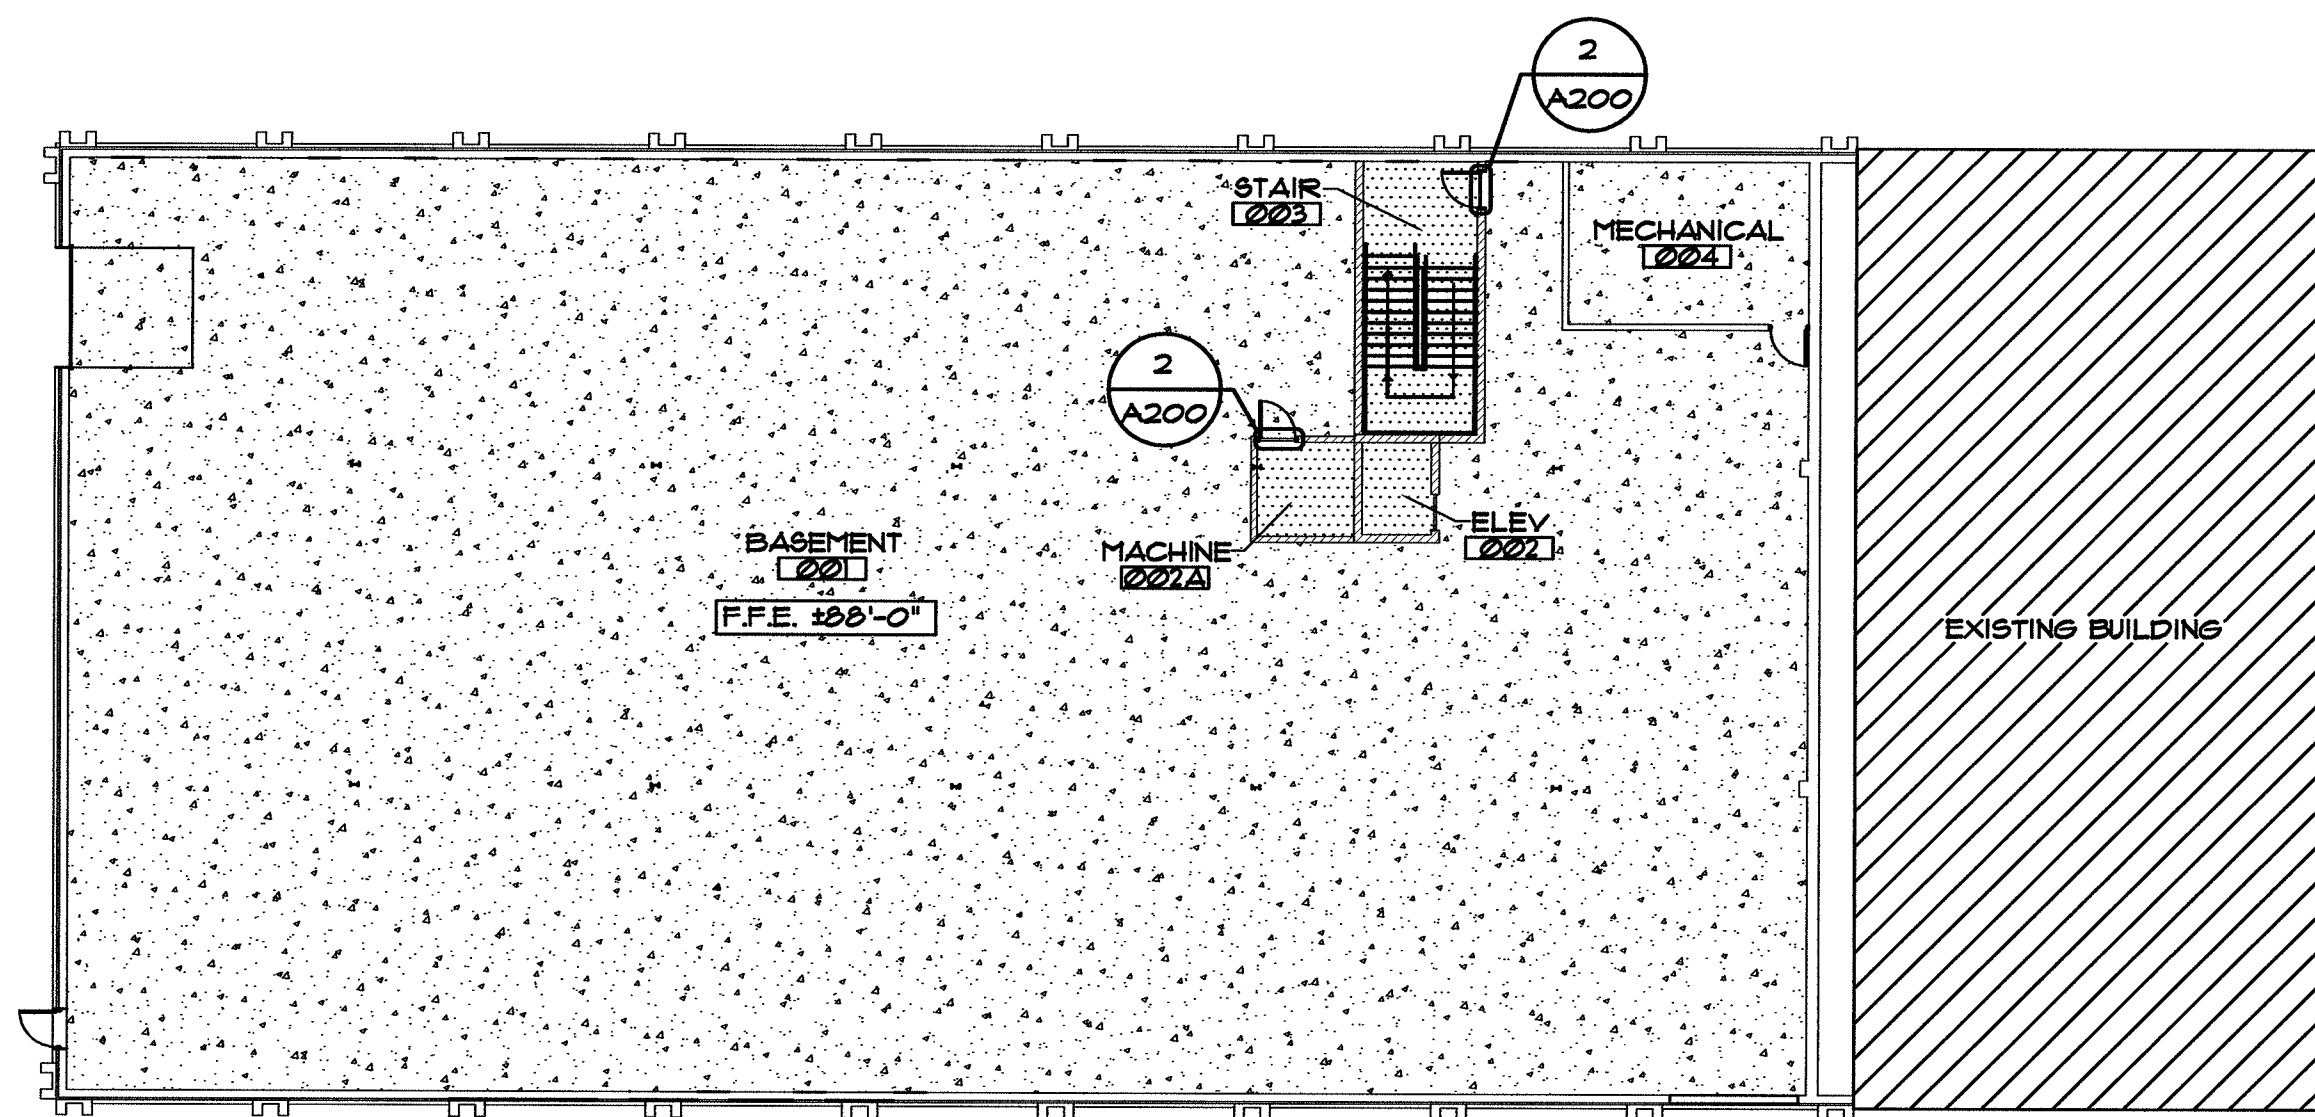 2
A200
STAIR
003
MECHANICAL
004
2
A200
BASEMENT
001
F.F.E. ±88'-0"
MACHINE
002A
ELEV
002
EXISTING BUILDING